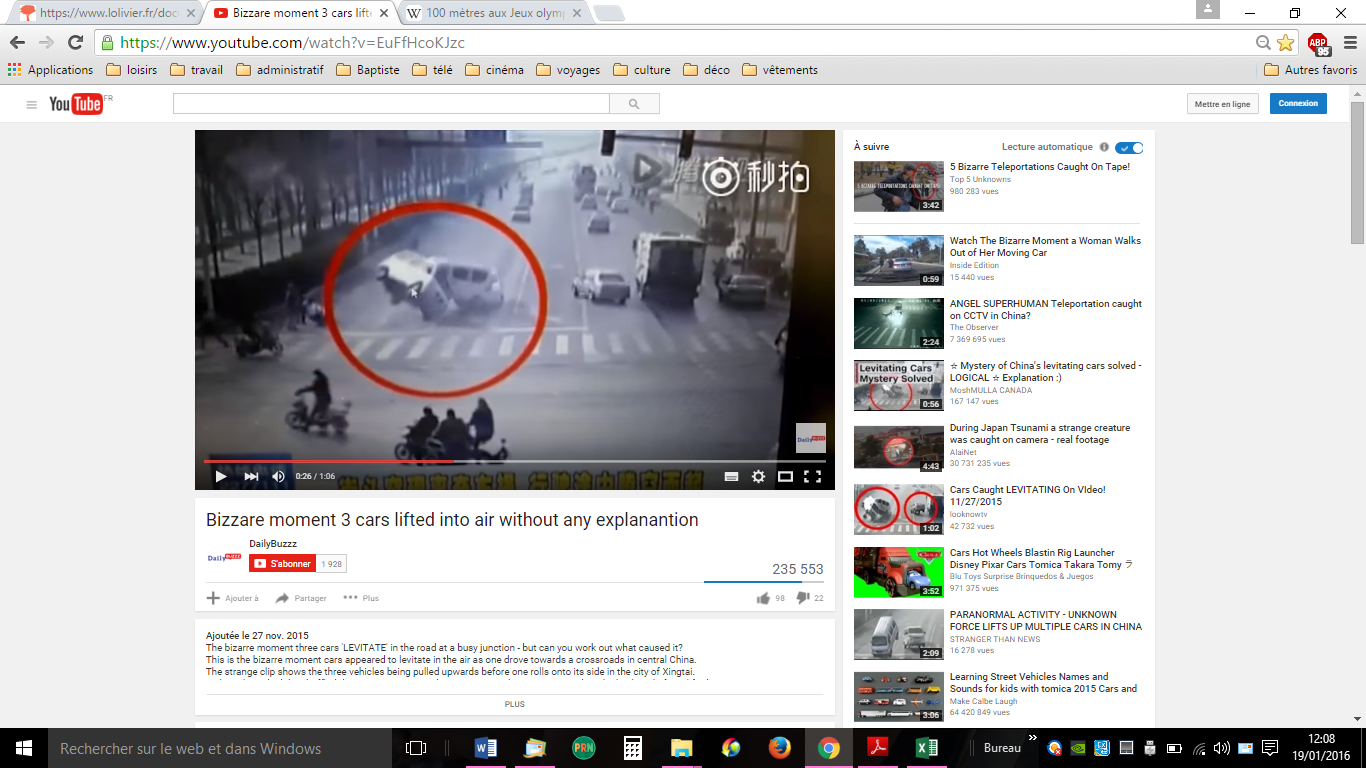 https://www.lolivier.fr/doc
Bizzare moment 3 cars lift
100 mètres aux Jeux olymp
https://www.youtube.com/watch?v=EuFfHcoKJzc
ABP
95
Applications
loisirs
travail
administratif
Baptiste
télé
cinéma
voyages
culture
déco
vêtements
Autres favoris
YouTube FR
Mettre en ligne
Connexion
秒拍
Daily
0:26 / 1:06
Bizzare moment 3 cars lifted into air without any explanantion
DailyBuzzz
Daily BUZZZ
S'abonner
1 928
235 553
Ajouter à
Partager
Plus
98
22
Ajoutée le 27 nov. 2015
The bizarre moment three cars 'LEVITATE' in the road at a busy junction - but can you work out what caused it?
This is the bizarre moment cars appeared to levitate in the air as one drove towards a crossroads in central China.
The strange clip shows the three vehicles being pulled upwards before one rolls onto its side in the city of Xingtai.
PLUS
À suivre
Lecture automatique
5 BIZARRE TELEPORTATIONS CAUGHT ON TAPE!
3:42
5 Bizarre Teleportations Caught On Tape!
Top 5 Unknowns
980 283 vues
0:59
Watch The Bizarre Moment a Woman Walks
Out of Her Moving Car
Inside Edition
15 440 vues
2:24
ANGEL SUPERHUMAN Teleportation caught
on CCTV in China?
The Observer
7 369 695 vues
Levitating Cars
Mystery Solved
0:56
☆ Mystery of China's levitating cars solved -
LOGICAL ☆ Explanation :)
MoshMULLA CANADA
167 147 vues
4:43
During Japan Tsunami a strange creature
was caught on camera - real footage
AlaiNet
30 731 235 vues
1:02
Cars Caught LEVITATING On VIdeo!
11/27/2015
looknowtv
42 732 vues
3:52
Cars Hot Wheels Blastin Rig Launcher
Disney Pixar Cars Tomica Takara Tomy ラ
Blu Toys Surprise Brinquedos & Juegos
971 375 vues
2:09
PARANORMAL ACTIVITY - UNKNOWN
FORCE LIFTS UP MULTIPLE CARS IN CHINA
STRANGER THAN NEWS
16 278 vues
3:06
Learning Street Vehicles Names and
Sounds for kids with tomica 2015 Cars and
Make Calbe Laugh
64 420 849 vues
Rechercher sur le web et dans Windows
PRN
Bureau
12:08
19/01/2016